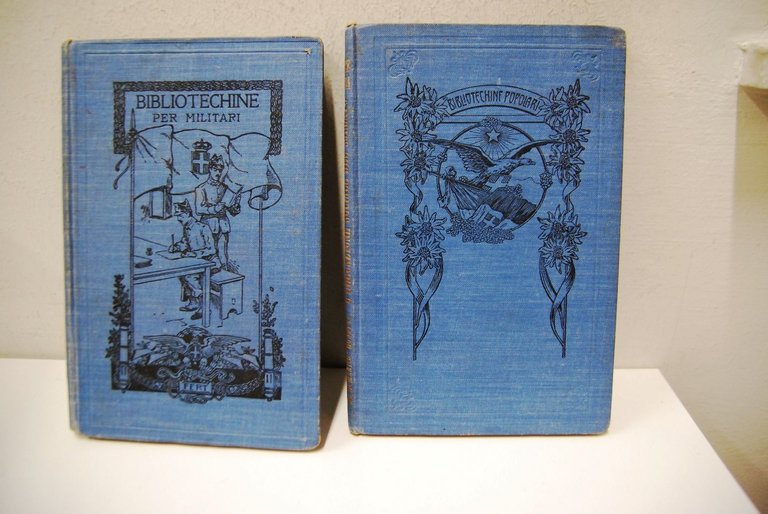 BIBLIOTECHINE
PER MILITARI
FERT
BIBLIOTECHINE POPOLARI